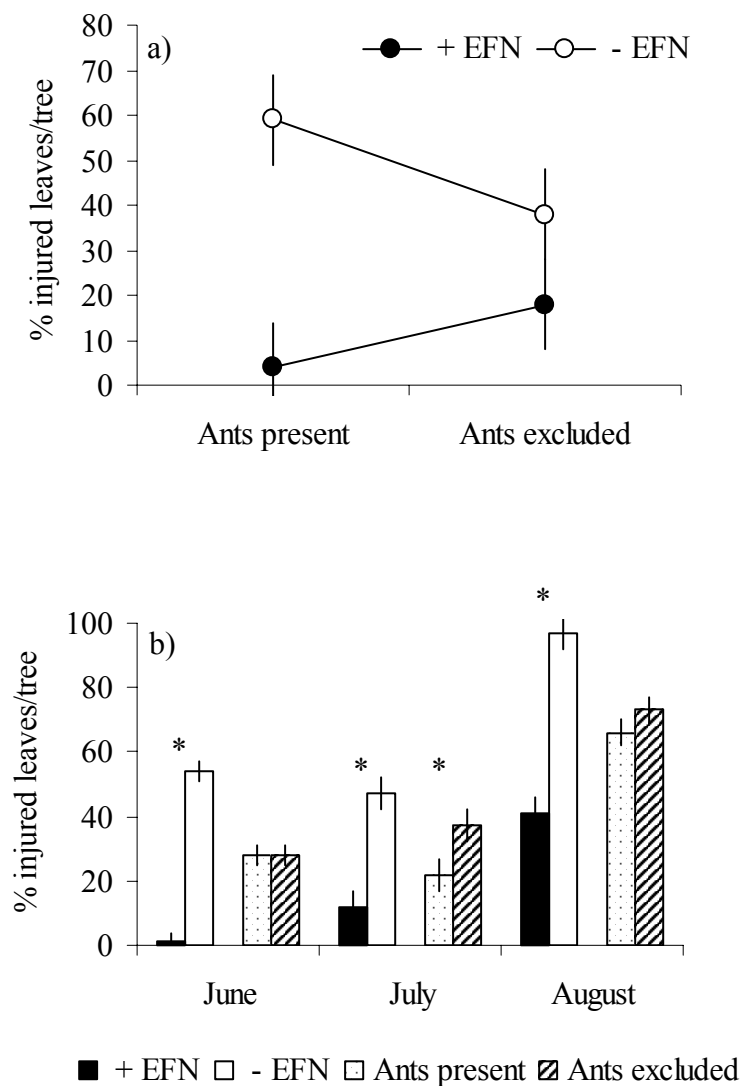 80
a)
+ EFN - EFN
70
60
50
40
30
20
10
0
% injured leaves/tree
Ants present Ants excluded
100
b)
*
80
*
*
*
60
40
20
0
% injured leaves/tree
June July August
+ EFN - EFN Ants present Ants excluded